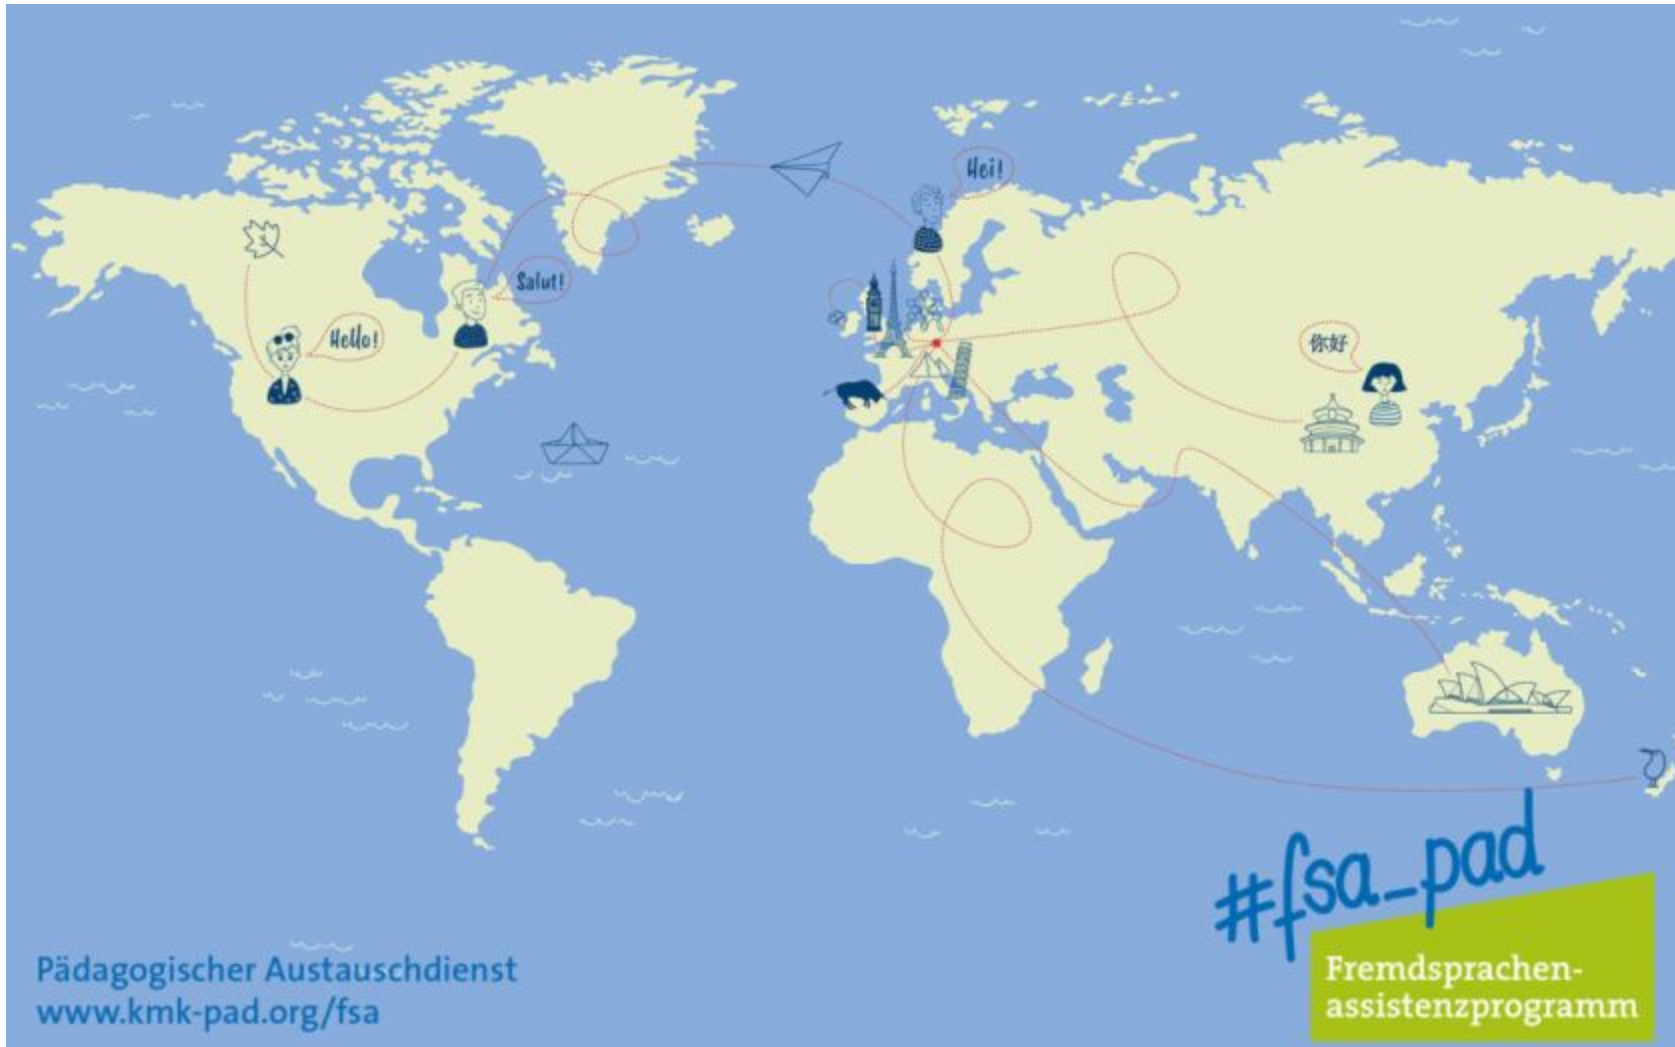 Hei!
Salut!
Hello!
你好
#fsa_pad
Pädagogischer Austauschdienst
www.kmk-pad.org/fsa
Fremdsprachen-
assistenzprogramm